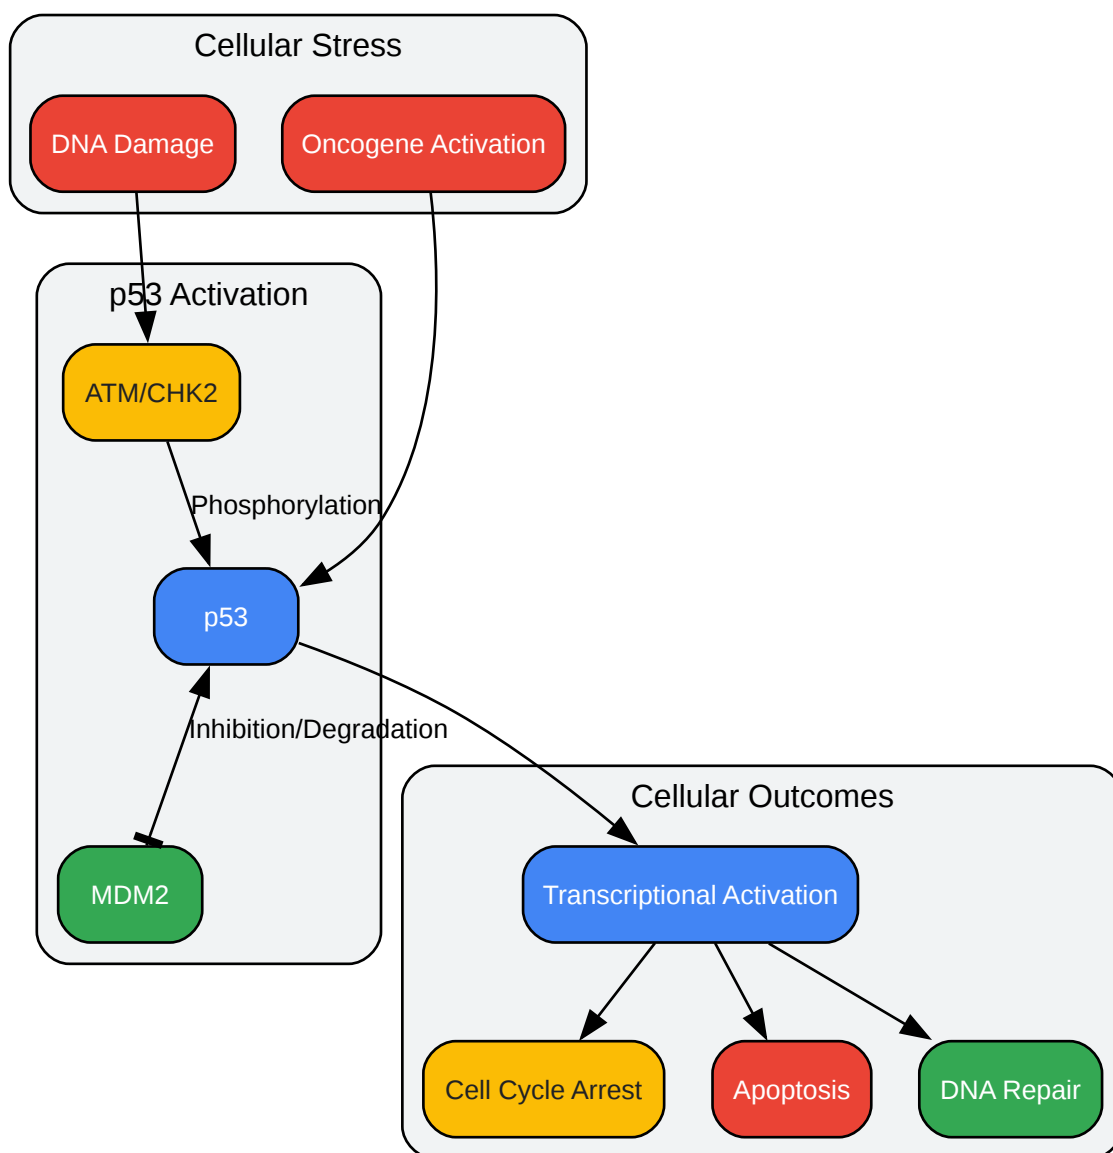 Cellular Stress
DNA Damage
Oncogene Activation
p53 Activation
ATM/CHK2
Phosphorylation
p53
Inhibition/Degradation
MDM2
Cellular Outcomes
Transcriptional Activation
Cell Cycle Arrest
Apoptosis
DNA Repair